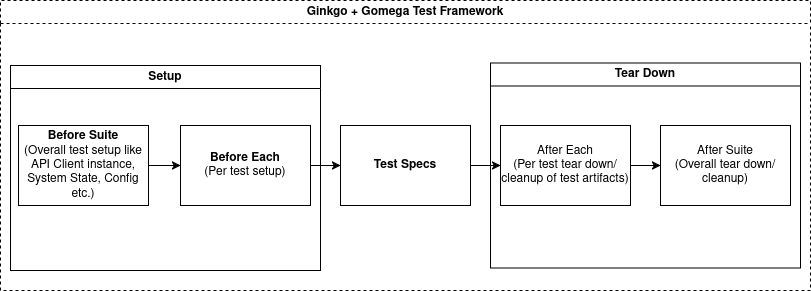 Ginkgo + Gomega Test Framework
Setup
Before Suite
(Overall test setup like
API Client instance,
System State, Config
etc.)
Before Each
(Per test setup)
Test Specs
Tear Down
After Each
(Per test tear down/
cleanup of test artifacts)
After Suite
(Overall tear down/
cleanup)